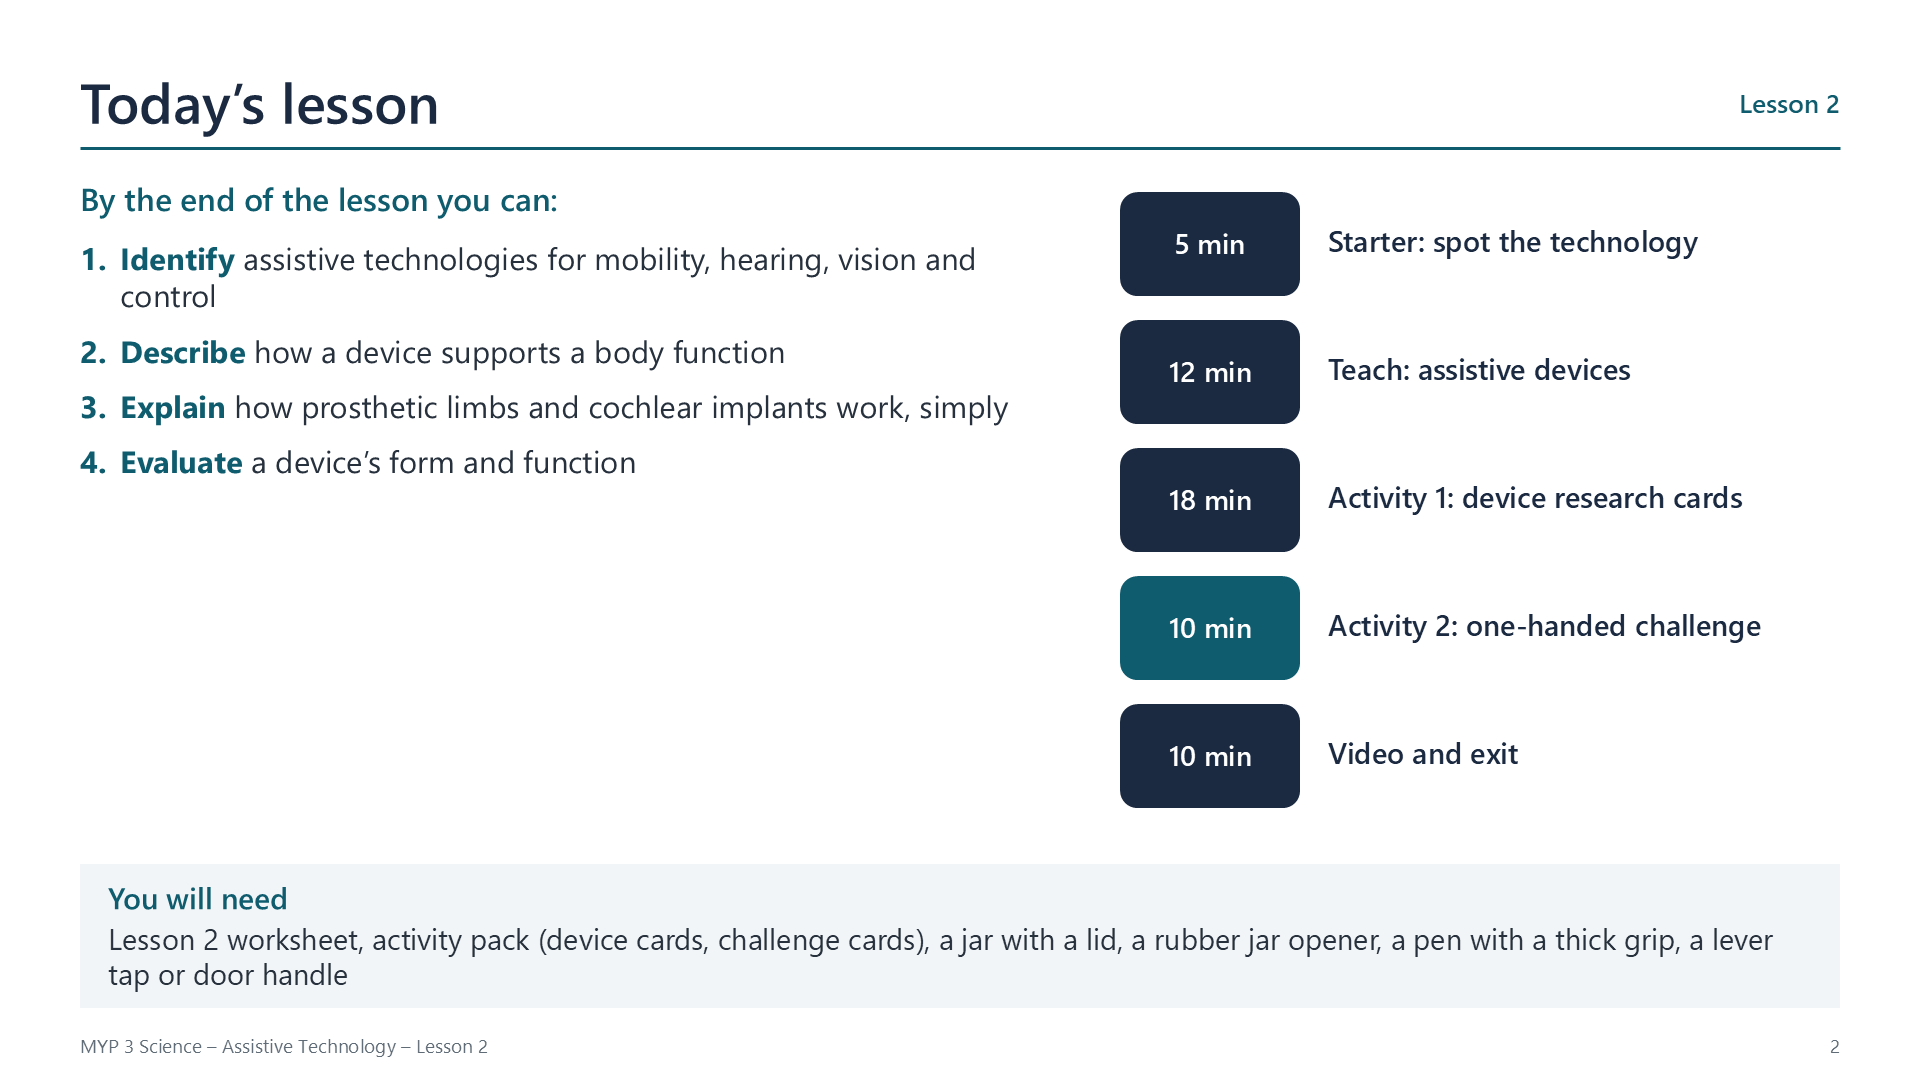 Today’s lesson
Lesson 2
By the end of the lesson you can:
1. Identify assistive technologies for mobility, hearing, vision and
control
2. Describe how a device supports a body function
3. Explain how prosthetic limbs and cochlear implants work, simply
4. Evaluate a device’s form and function
5 min
Starter: spot the technology
12 min
Teach: assistive devices
18 min
Activity 1: device research cards
10 min
Activity 2: one-handed challenge
10 min
Video and exit
You will need
Lesson 2 worksheet, activity pack (device cards, challenge cards), a jar with a lid, a rubber jar opener, a pen with a thick grip, a lever
tap or door handle
MYP 3 Science – Assistive Technology – Lesson 2
2